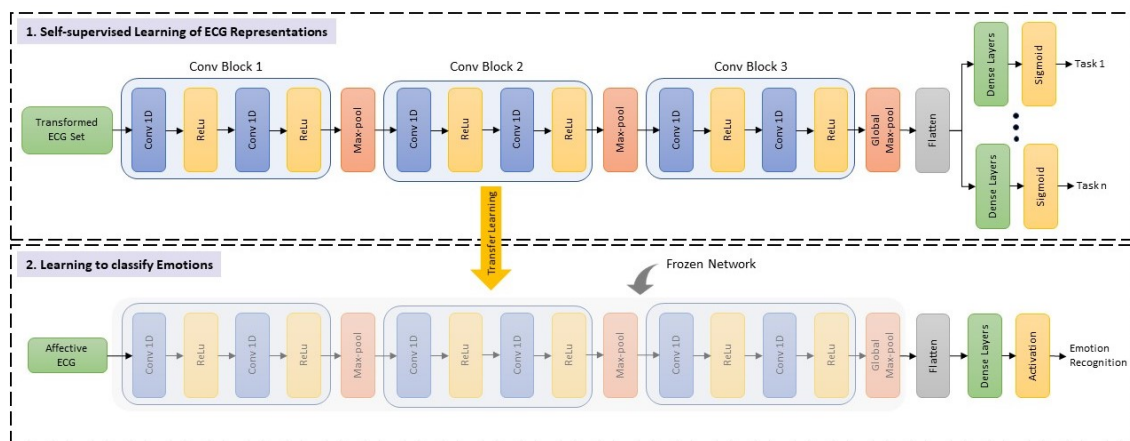 1. Self-supervised Learning of ECG Representations
Conv Block 1
Conv Block 2
Conv Block 3
Transformed
ECG Set
Conv 1D
ReLu
Conv 1D
ReLu
Max-pool
Conv 1D
ReLu
Conv 1D
ReLu
Max-pool
Conv 1D
ReLu
Conv 1D
ReLu
Global
Max-pool
Flatten
Dense Layers
Sigmoid
Task 1
Dense Layers
Sigmoid
Task n
Transfer Learning
2. Learning to classify Emotions
Frozen Network
Affective
ECG
Conv 1D
ReLu
Conv 1D
ReLu
Max-pool
Conv 1D
ReLu
Conv 1D
ReLu
Max-pool
Conv 1D
ReLu
Conv 1D
ReLu
Global
Max-pool
Flatten
Dense Layers
Activation
Emotion
Recognition